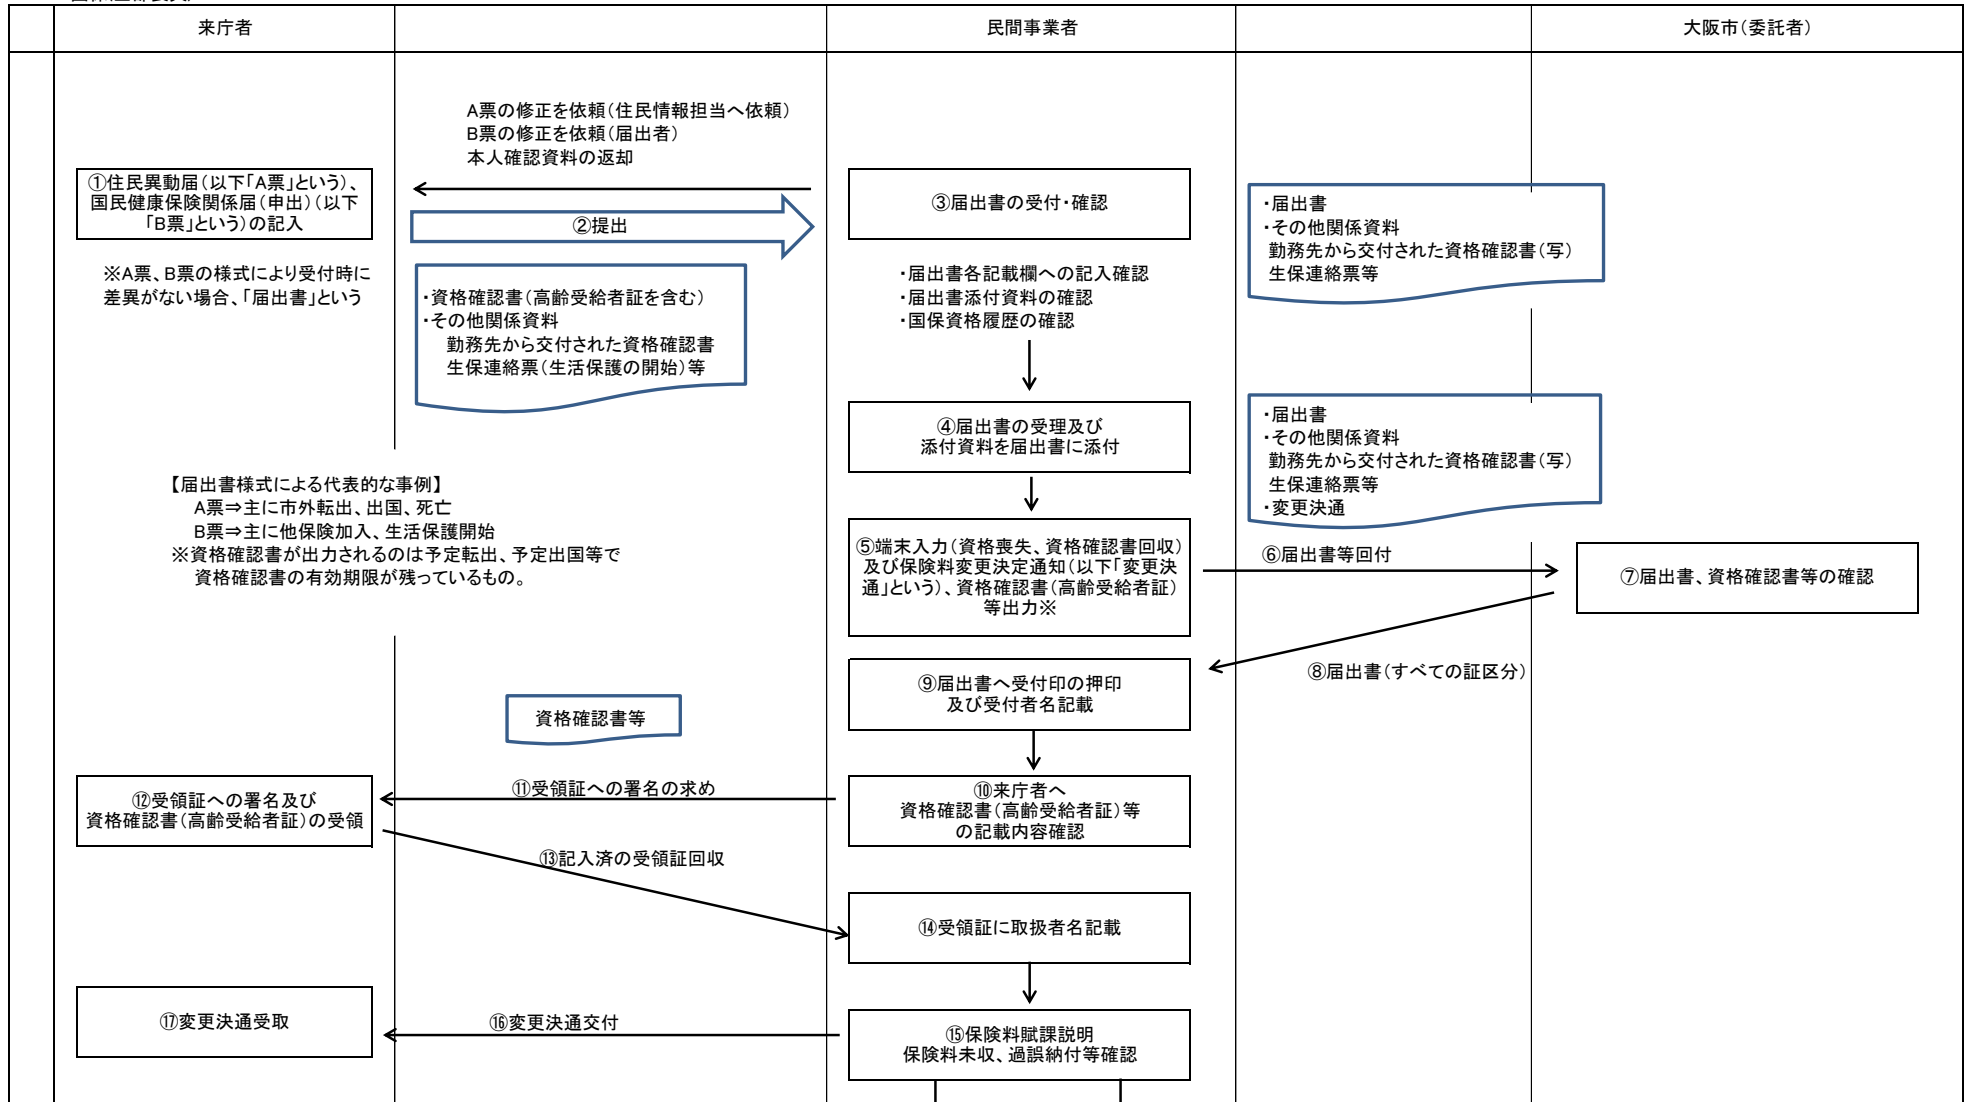 来庁者
民間事業者
大阪市(委託者)
A票の修正を依頼(住民情報担当へ依頼)
B票の修正を依頼(届出者)
本人確認資料の返却
①住民異動届(以下「A票」という)、
国民健康保険関係届(申出)(以下
「B票」という)の記入
②提出
③届出書の受付・確認
・届出書
・その他関係資料
勤務先から交付された資格確認書(写)
生保連絡票等
※A票、B票の様式により受付時に
差異がない場合、「届出書」という
・資格確認書(高齢受給者証を含む)
・その他関係資料
勤務先から交付された資格確認書
生保連絡票(生活保護の開始)等
・届出書各記載欄への記入確認
・届出書添付資料の確認
・国保資格履歴の確認
④届出書の受理及び
添付資料を届出書に添付
・届出書
・その他関係資料
勤務先から交付された資格確認書(写)
生保連絡票等
・変更決通
【届出書様式による代表的な事例】
A票⇒主に市外転出、出国、死亡
B票⇒主に他保険加入、生活保護開始
※資格確認書が出力されるのは予定転出、予定出国等で
資格確認書の有効期限が残っているもの。
⑤端末入力(資格喪失、資格確認書回収)
及び保険料変更決定通知(以下「変更決
通」という)、資格確認書(高齢受給者証)
等出力※
⑥届出書等回付
⑦届出書、資格確認書等の確認
⑧届出書(すべての証区分)
⑨届出書へ受付印の押印
及び受付者名記載
資格確認書等
⑩来庁者へ
資格確認書(高齢受給者証)等
の記載内容確認
⑪受領証への署名の求め
⑫受領証への署名及び
資格確認書(高齢受給者証)の受領
⑬記入済の受領証回収
⑭受領証に取扱者名記載
⑮保険料賦課説明
保険料未収、過誤納付等確認
⑯変更決通交付
⑰変更決通受取